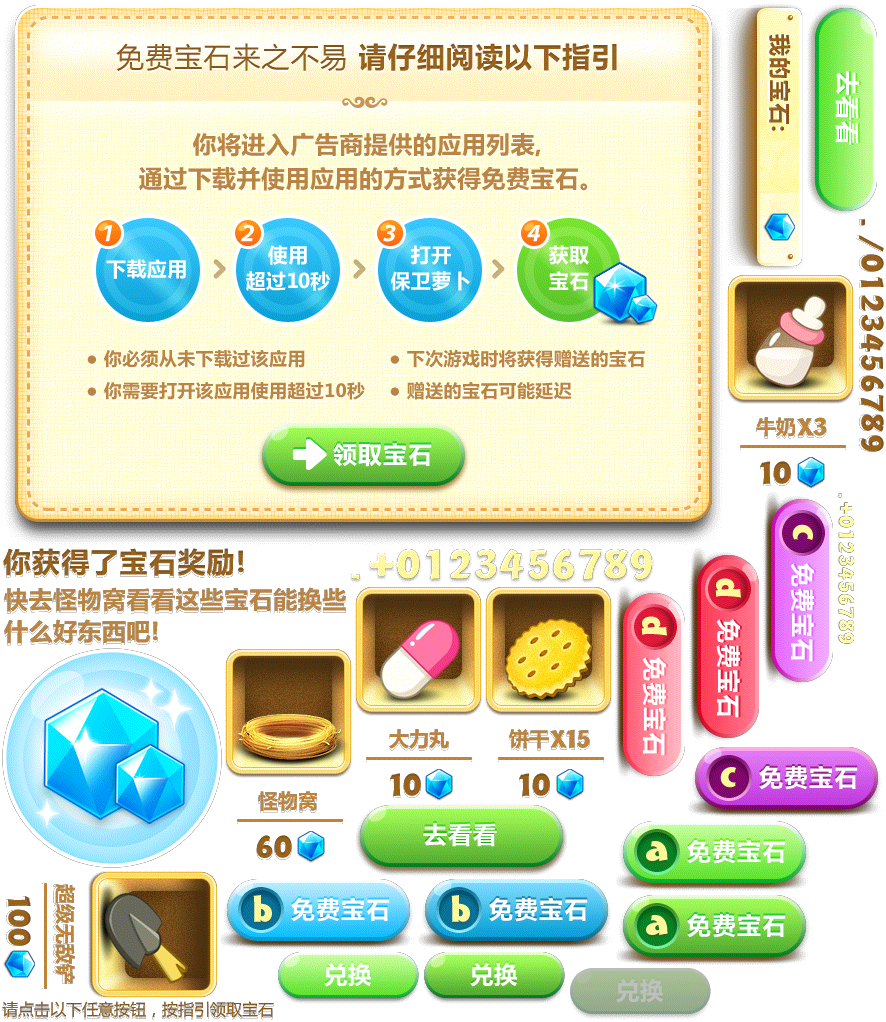 免费宝石来之不易 请仔细阅读以下指引
你将进入广告商提供的应用列表,
通过下载并使用应用的方式获得免费宝石。
1
下载应用
2
使用
超过10秒
3
打开
保卫萝卜
4
获取
宝石
● 你必须从未下载过该应用
● 下次游戏时将获得赠送的宝石
● 你需要打开该应用使用超过10秒
● 赠送的宝石可能延迟
领取宝石
我的宝石:
去看看
./0123456789
牛奶X3
10
.+0123456789
c 免费宝石
你获得了宝石奖励!
快去怪物窝看看这些宝石能换些
什么好东西吧!
.+0123456789
d 免费宝石
d 免费宝石
大力丸
10
饼干X15
10
怪物窝
60
去看看
c 免费宝石
a 免费宝石
a 免费宝石
b 免费宝石
b 免费宝石
超级无敌铲
100
兑换
兑换
兑换
请点击以下任意按钮，按指引领取宝石